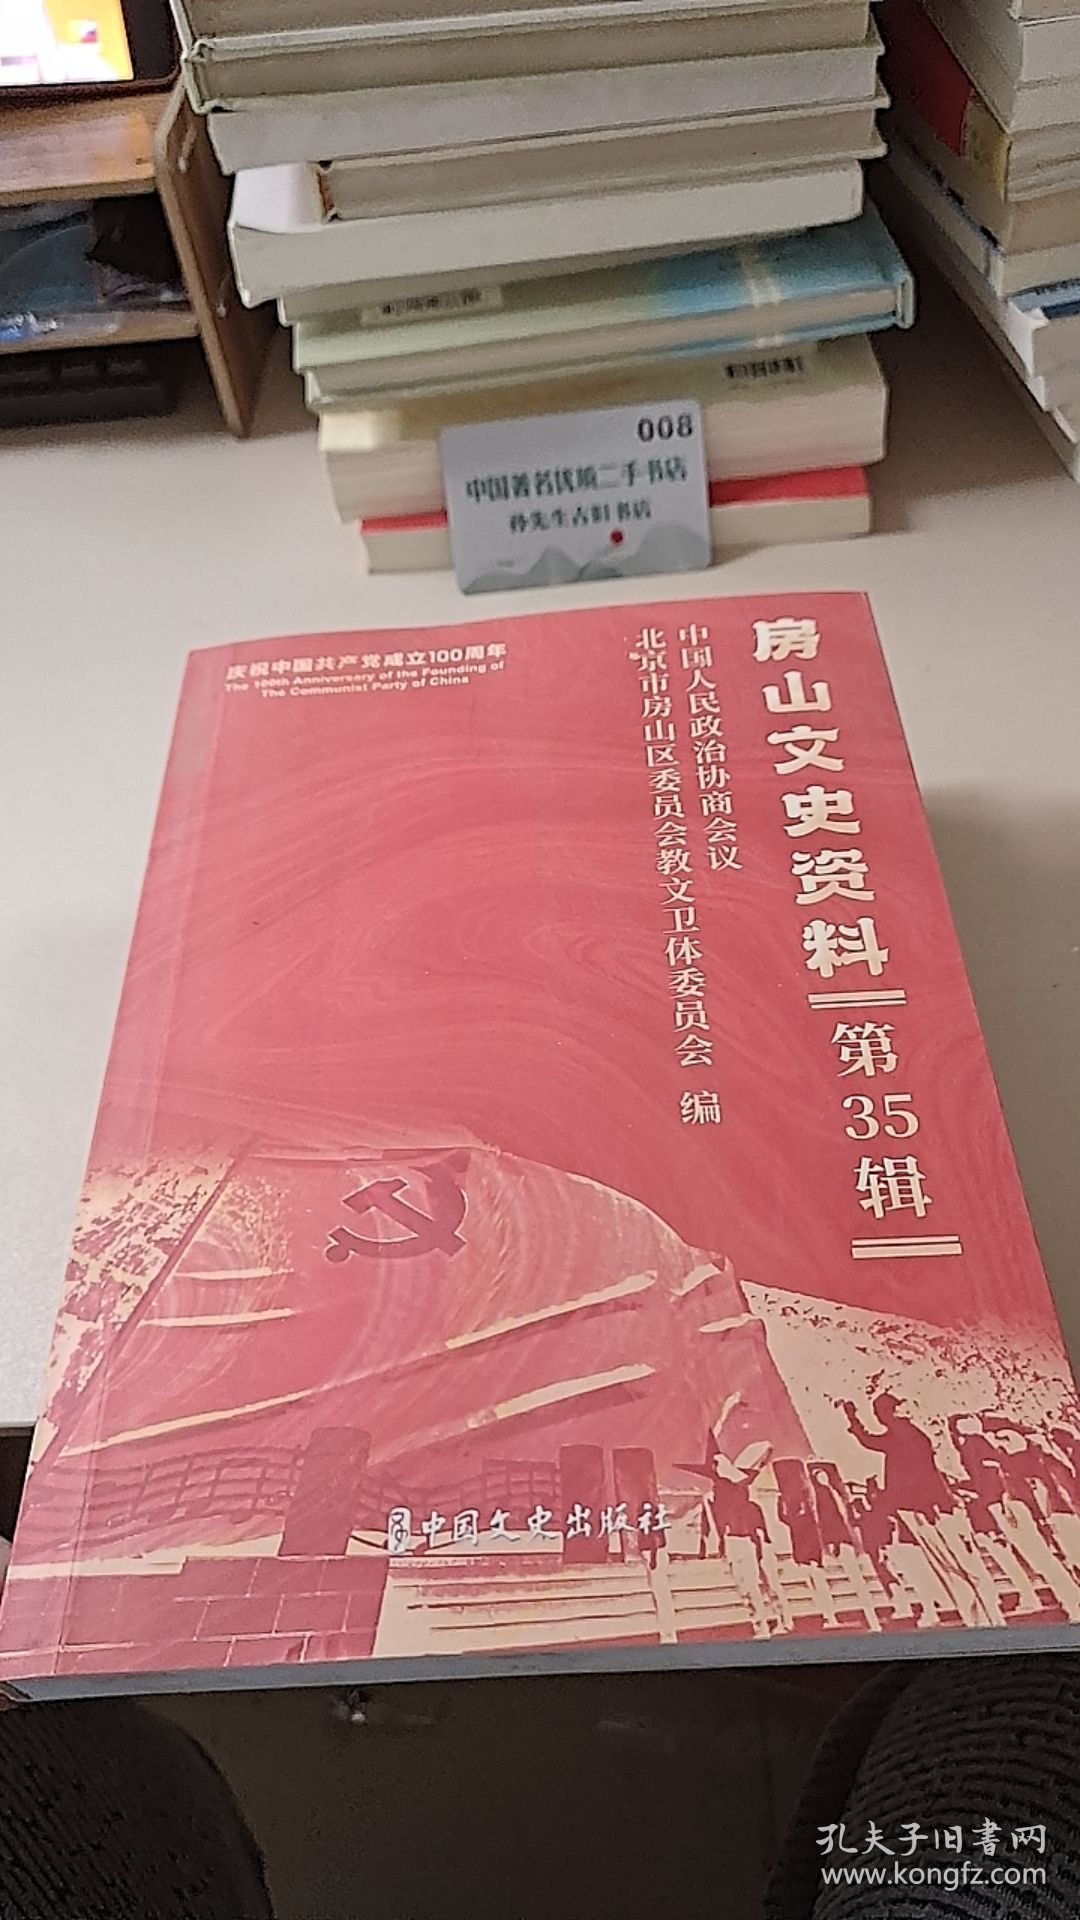 008
中国著名优质二手书店
孙先生古旧书店
庆祝中国共产党成立100周年
The 100th Anniversary of the Founding of
The Communist Party of China
房山文史资料
第35辑
中国人民政治协商会议
北京市房山区委员会教文卫体委员会 编
中国文史出版社
孔夫子旧書网
www.kongfz.com